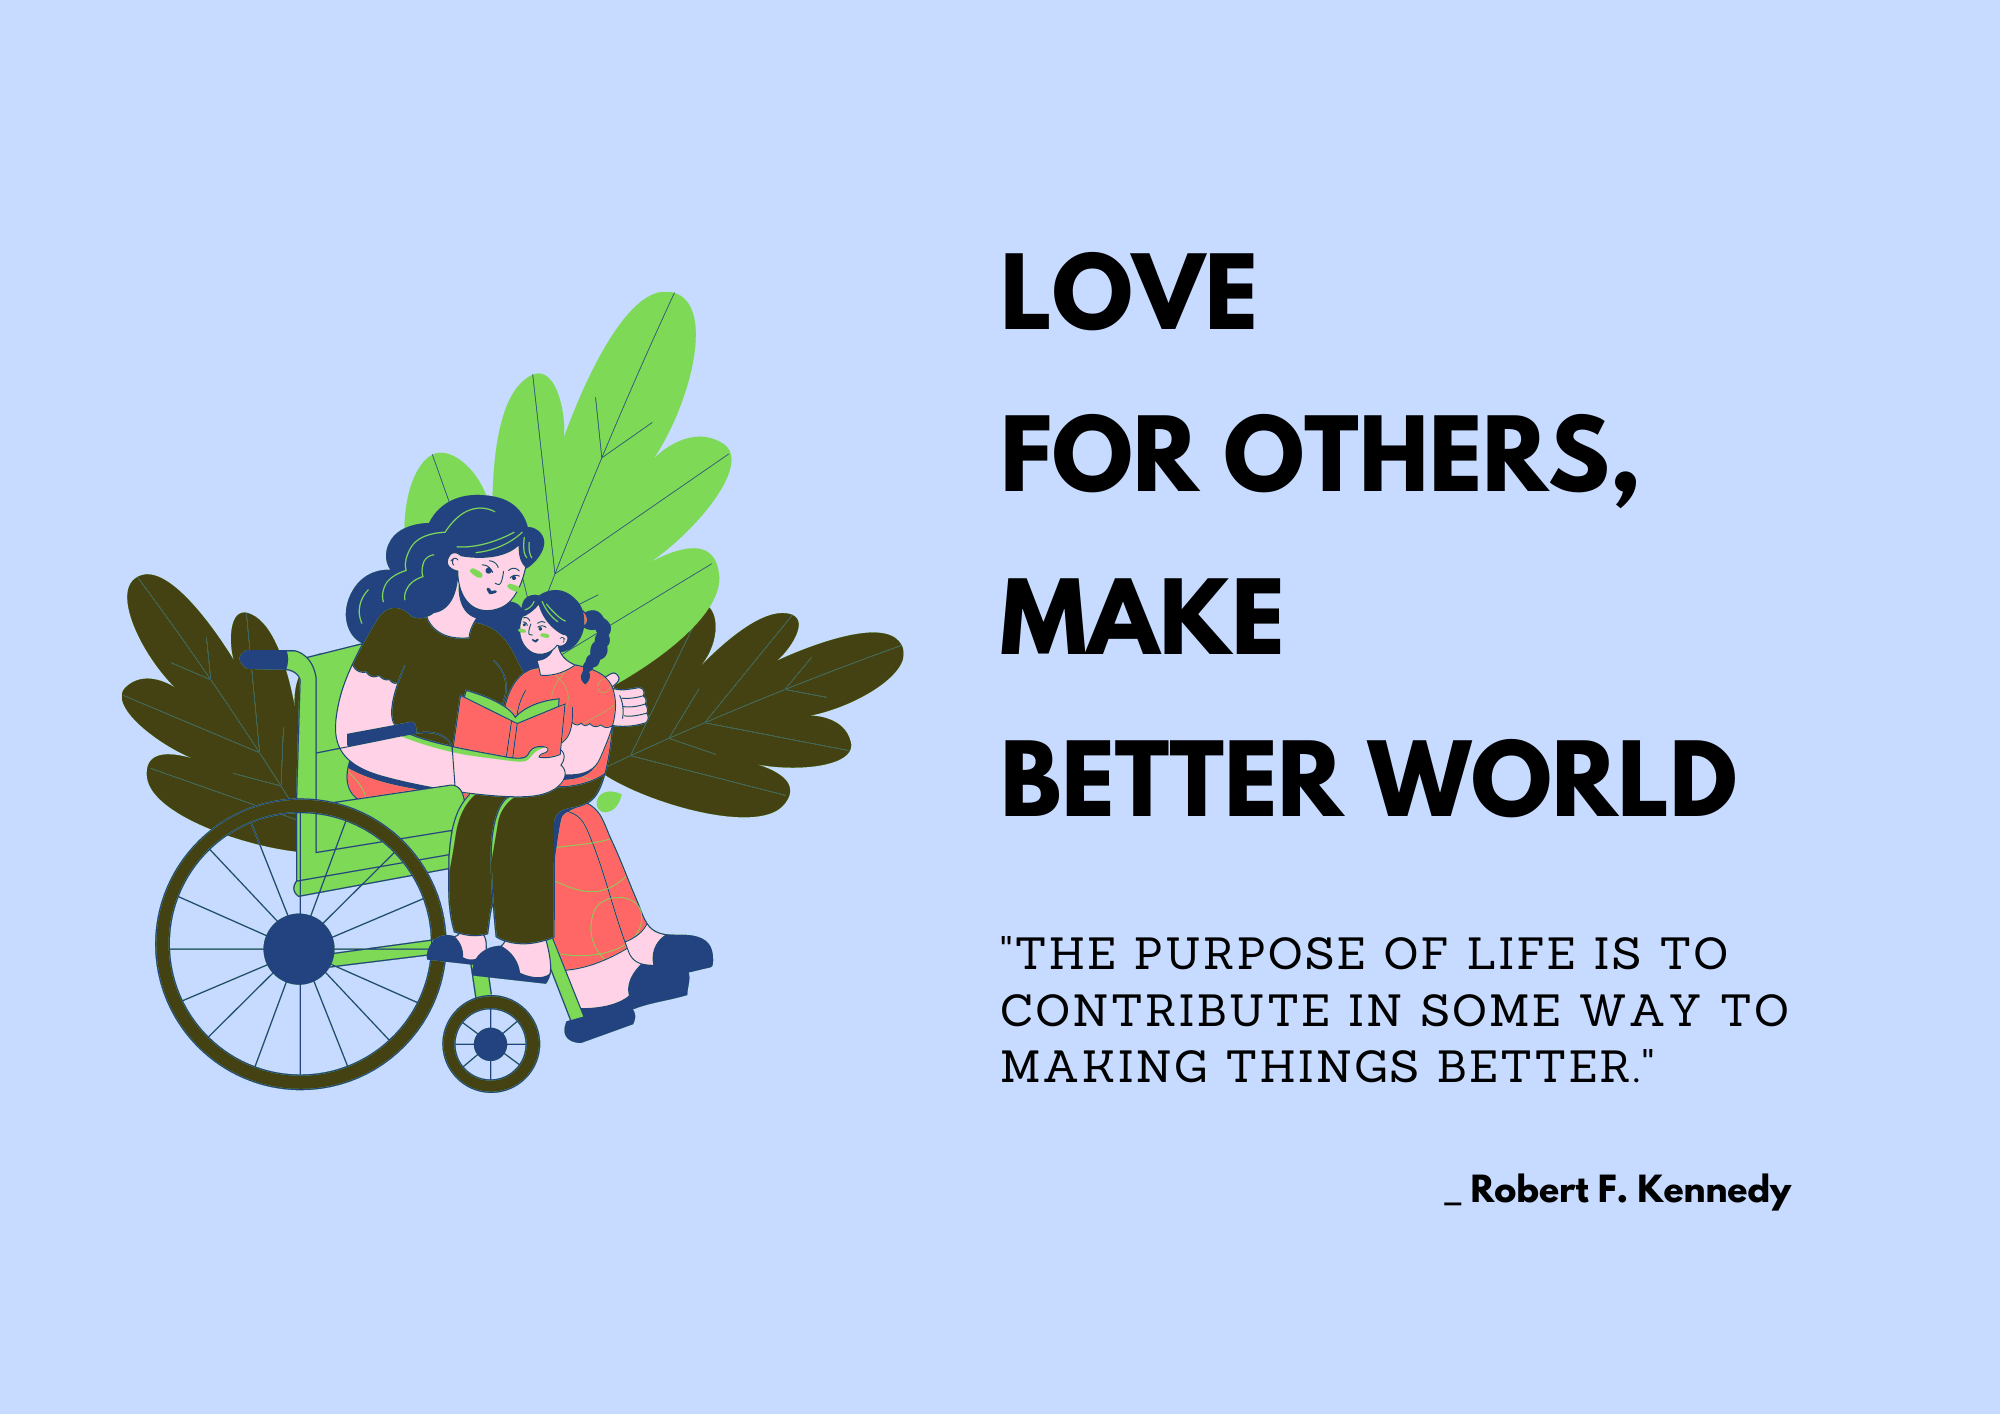 LOVE
FOR OTHERS,
MAKE
BETTER WORLD
"THE PURPOSE OF LIFE IS TO
CONTRIBUTE IN SOME WAY TO
MAKING THINGS BETTER."
_ Robert F. Kennedy